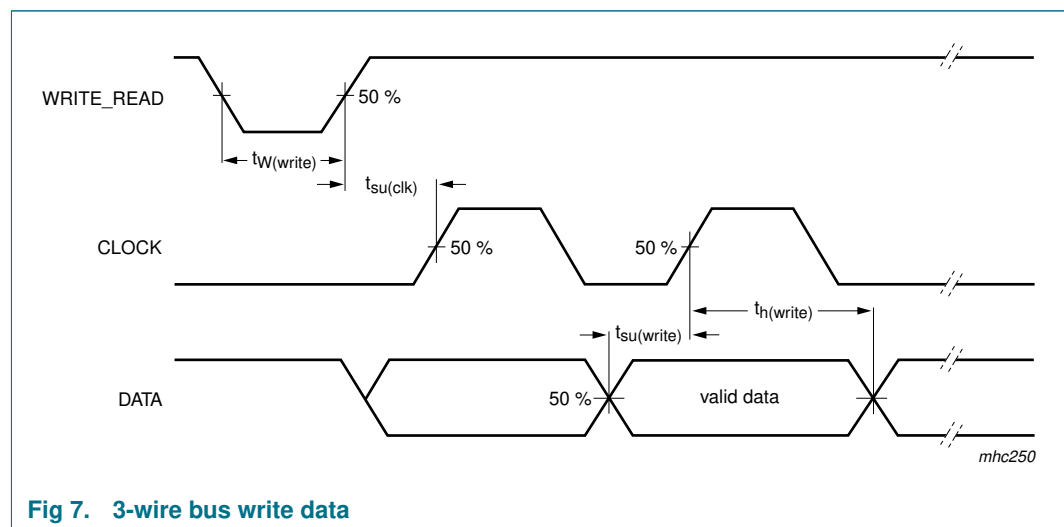 WRITE_READ
50 %
tW(write)
tsu(clk)
CLOCK
50 %
50 %
th(write)
tsu(write)
DATA
50 %
valid data
mhc250
Fig 7. 3-wire bus write data